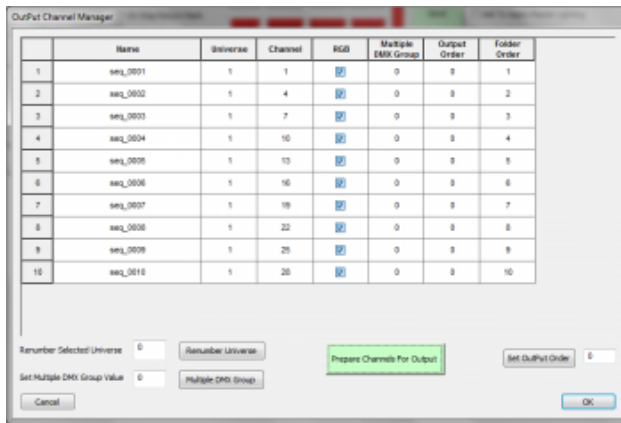 OutPut Channel Manager
Name Universe Channel RGB Multiple DMX Group Output Order Folder Order
1 seq_0001 1 1 0 0 1
2 seq_0002 1 4 0 0 2
3 seq_0003 1 7 0 0 3
4 seq_0004 1 10 0 0 4
5 seq_0005 1 13 0 0 5
6 seq_0006 1 16 0 0 6
7 seq_0007 1 19 0 0 7
8 seq_0008 1 22 0 0 8
9 seq_0009 1 25 0 0 9
10 seq_0010 1 28 0 0 10
Renumber Selected Universe 0 Renumber Universe
Prepare Channels For Output
Set OutPut Order 0
Set Multiple DMX Group Value 0 Multiple DMX Group
Cancel OK